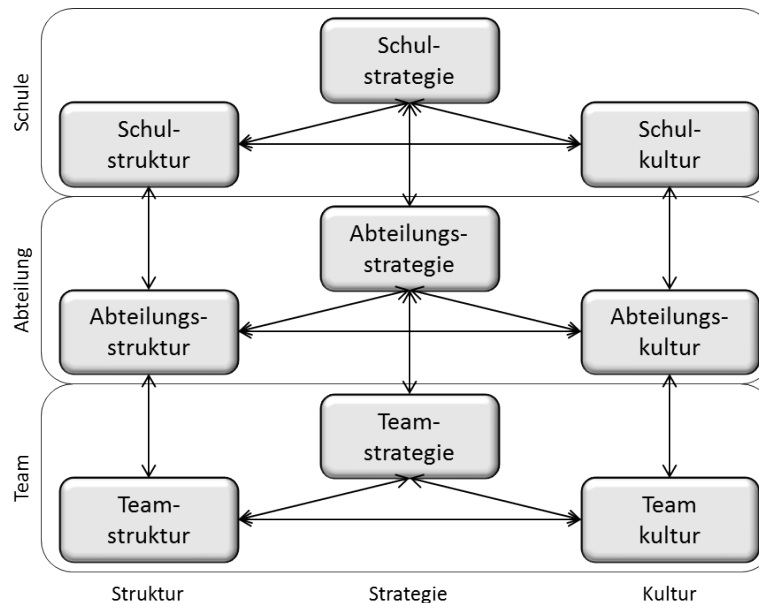 Schule
Schul-
strategie
Schul-
struktur
Schul-
kultur
Abteilung
Abteilungs-
strategie
Abteilungs-
struktur
Abteilungs-
kultur
Team
Team-
strategie
Team-
struktur
Team
kultur
Struktur
Strategie
Kultur